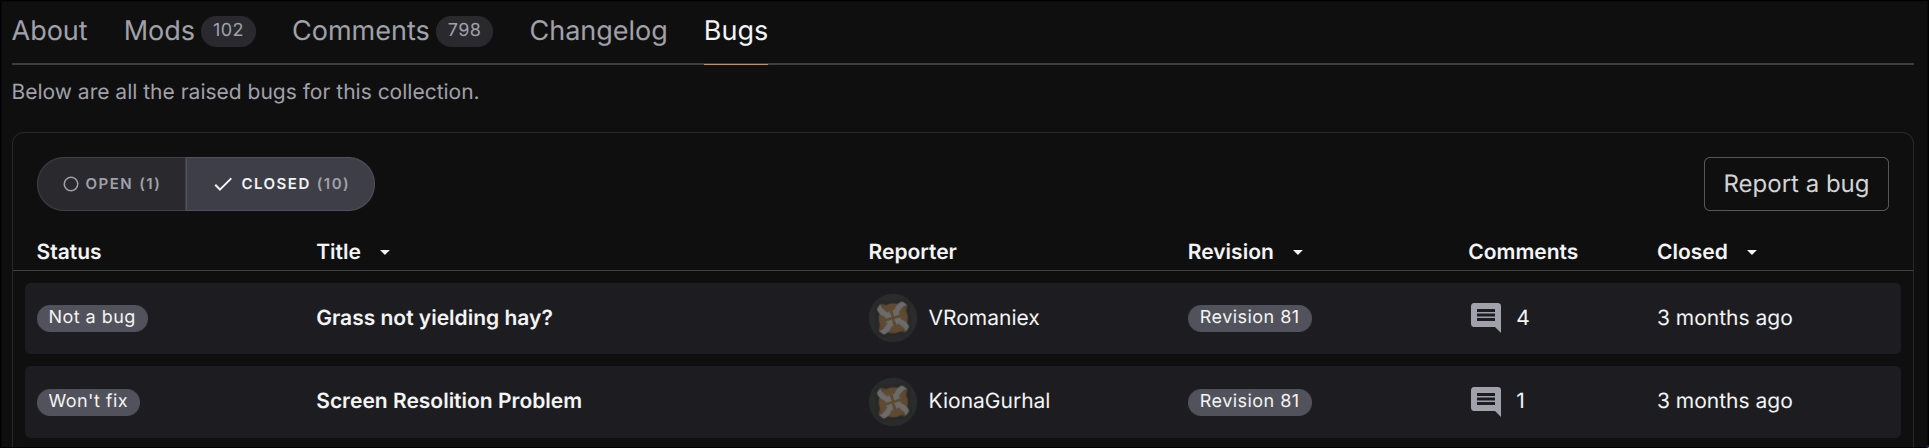 About Mods 102 Comments 798 Changelog Bugs
Below are all the raised bugs for this collection.
OPEN (1) CLOSED (10) Report a bug
Status Title Reporter Revision Comments Closed
Not a bug Grass not yielding hay? VRomaniex Revision 81 4 3 months ago
Won't fix Screen Resolition Problem KionaGurhal Revision 81 1 3 months ago